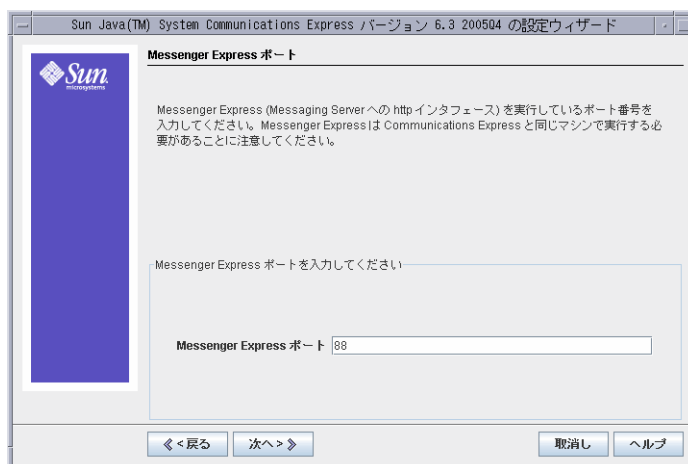 Sun Java(TM) System Communications Express バージョン 6.3 2005Q4 の設定ウィザード
Sun
microsystems
Messenger Express ポート
Messenger Express (Messaging Server への http インタフェース) を実行しているポート番号を
入力してください。Messenger Express は Communications Express と同じマシンで実行する必
要があることに注意してください。
Messenger Express ポートを入力してください
Messenger Express ポート 88
<戻る 次へ> 取消し ヘルプ